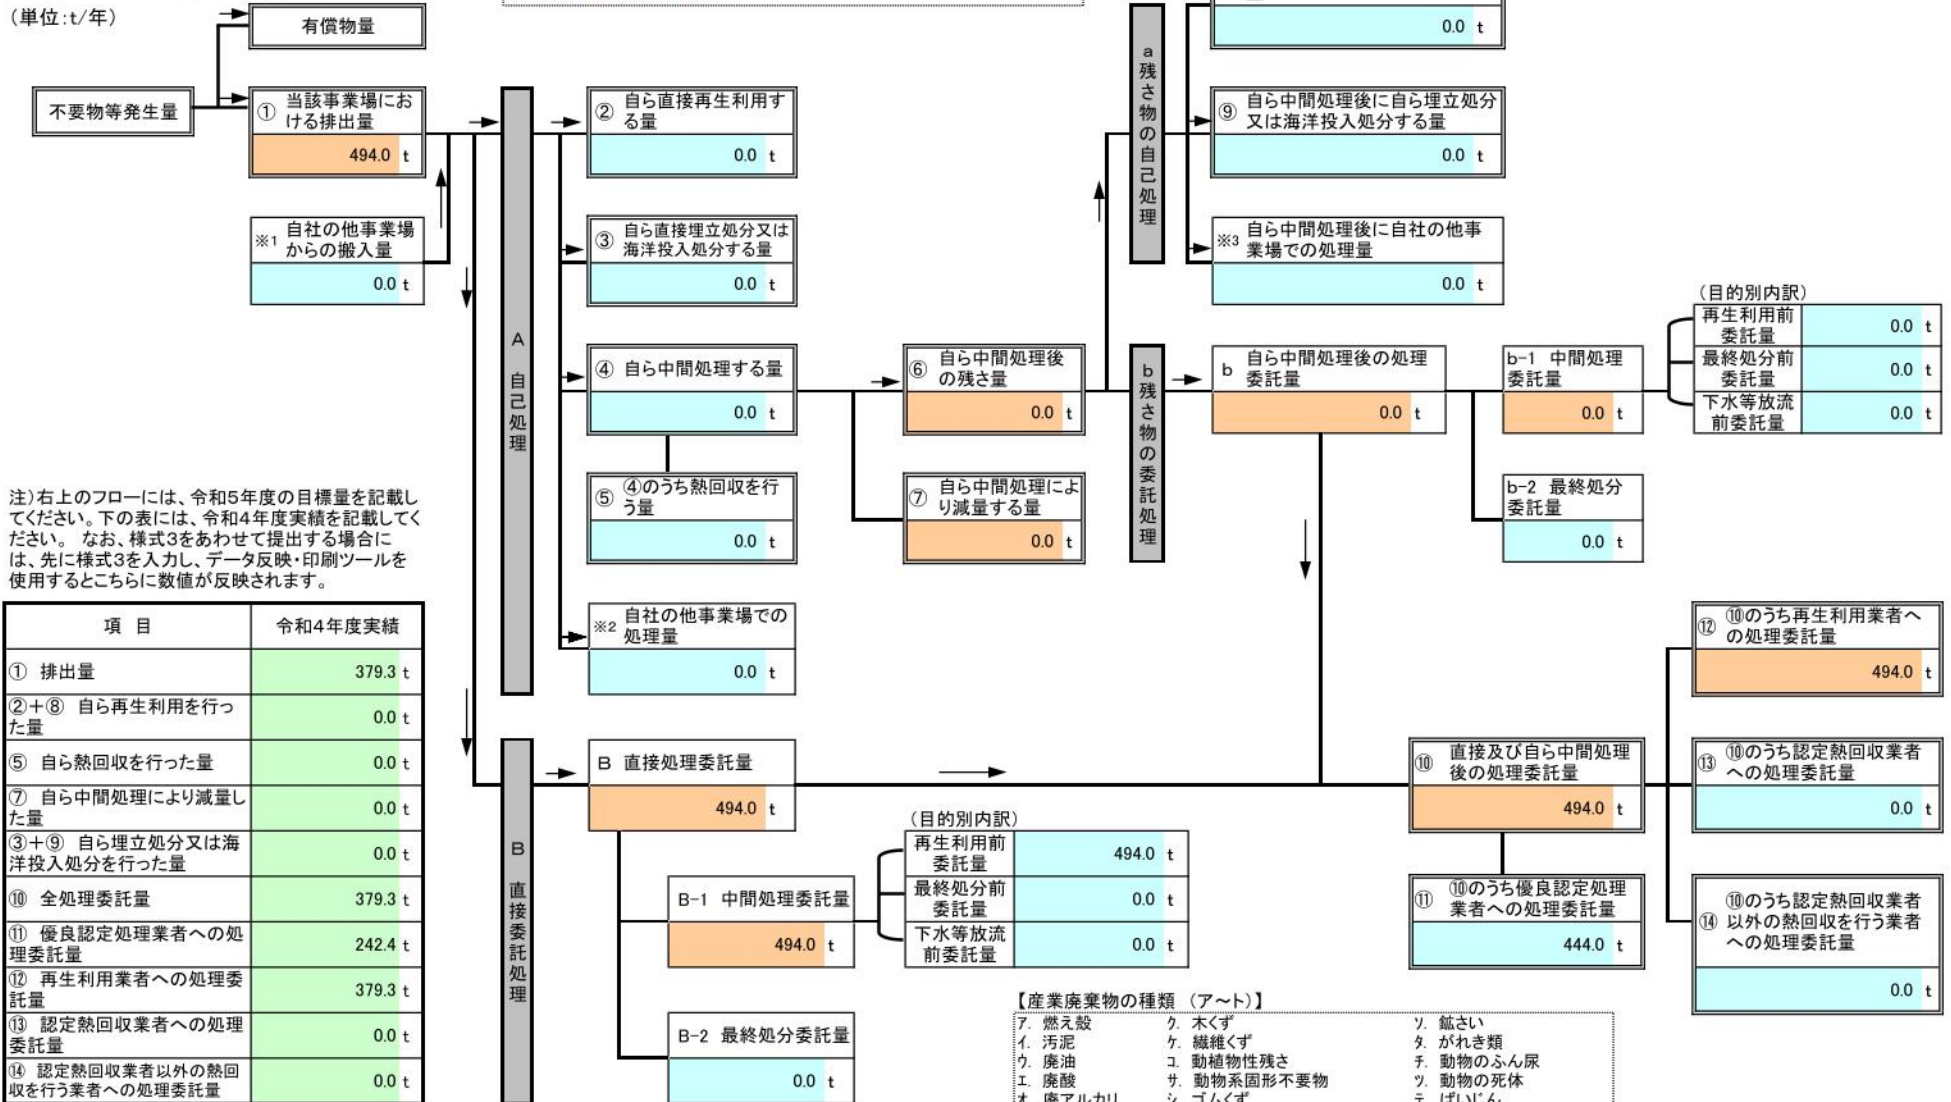 (単位:t/年)
有償物量
0.0 t
不要物等発生量
① 当該事業場にお
ける排出量
494.0 t
※1 自社の他事業場
からの搬入量
0.0 t
A 自己処理
② 自ら直接再生利用す
る量
0.0 t
③ 自ら直接埋立処分又は
海洋投入処分する量
0.0 t
④ 自ら中間処理する量
0.0 t
⑤ ④のうち熱回収を行
う量
0.0 t
※2 自社の他事業場での
処理量
0.0 t
⑥ 自ら中間処理後
の残さ量
0.0 t
⑦ 自ら中間処理によ
り減量する量
0.0 t
a 残さ物の自己処理
⑨ 自ら中間処理後に自ら埋立処分
又は海洋投入処分する量
0.0 t
※3 自ら中間処理後に自社の他事
業場での処理量
0.0 t
b 残さ物の委託処理
b 自ら中間処理後の処理
委託量
0.0 t
b-1 中間処理
委託量
0.0 t
(目的別内訳)
再生利用前
委託量
0.0 t
最終処分前
委託量
0.0 t
下水等放流
前委託量
0.0 t
b-2 最終処分
委託量
0.0 t
注)右上のフローには、令和5年度の目標量を記載し
てください。下の表には、令和4年度実績を記載してく
ださい。 なお、様式3をあわせて提出する場合に
は、先に様式3を入力し、データ反映・印刷ツールを
使用するとこちらに数値が反映されます。
項 目 令和4年度実績
① 排出量 379.3 t
②+⑧ 自ら再生利用を行っ
た量 0.0 t
⑤ 自ら熱回収を行った量 0.0 t
⑦ 自ら中間処理により減量し
た量 0.0 t
③+⑨ 自ら埋立処分又は海
洋投入処分を行った量 0.0 t
⑩ 全処理委託量 379.3 t
⑪ 優良認定処理業者への処
理委託量 242.4 t
⑫ 再生利用業者への処理委
託量 379.3 t
⑬ 認定熱回収業者への処理
委託量 0.0 t
⑭ 認定熱回収業者以外の熱回
収を行う業者への処理委託量 0.0 t
B 直接委託処理
B 直接処理委託量
494.0 t
B-1 中間処理委託量
494.0 t
(目的別内訳)
再生利用前
委託量
494.0 t
最終処分前
委託量
0.0 t
下水等放流
前委託量
0.0 t
B-2 最終処分委託量
0.0 t
⑩ 直接及び自ら中間処理
後の処理委託量
494.0 t
⑪ ⑩のうち優良認定処理
業者への処理委託量
444.0 t
⑫ ⑩のうち再生利用業者へ
の処理委託量
494.0 t
⑬ ⑩のうち認定熱回収業者
への処理委託量
0.0 t
⑭ ⑩のうち認定熱回収業者
以外の熱回収を行う業者
への処理委託量
0.0 t
【産業廃棄物の種類 (ア~ト)】
ア. 燃え殻 ク. 木くず ソ. 鉱さい
イ. 汚泥 ケ. 繊維くず タ. がれき類
ウ. 廃油 コ. 動植物性残さ チ. 動物のふん尿
エ. 廃酸 サ. 動物系固形不要物 ツ. 動物の死体
オ. 廃アルカリ シ. ゴムくず テ. ばいじん